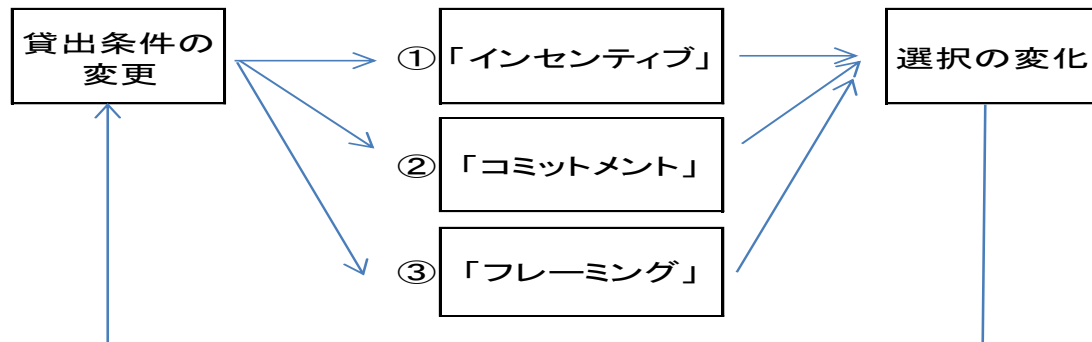 貸出条件の
変更
①「インセンティブ」
②「コミットメント」
③「フレーミング」
選択の変化